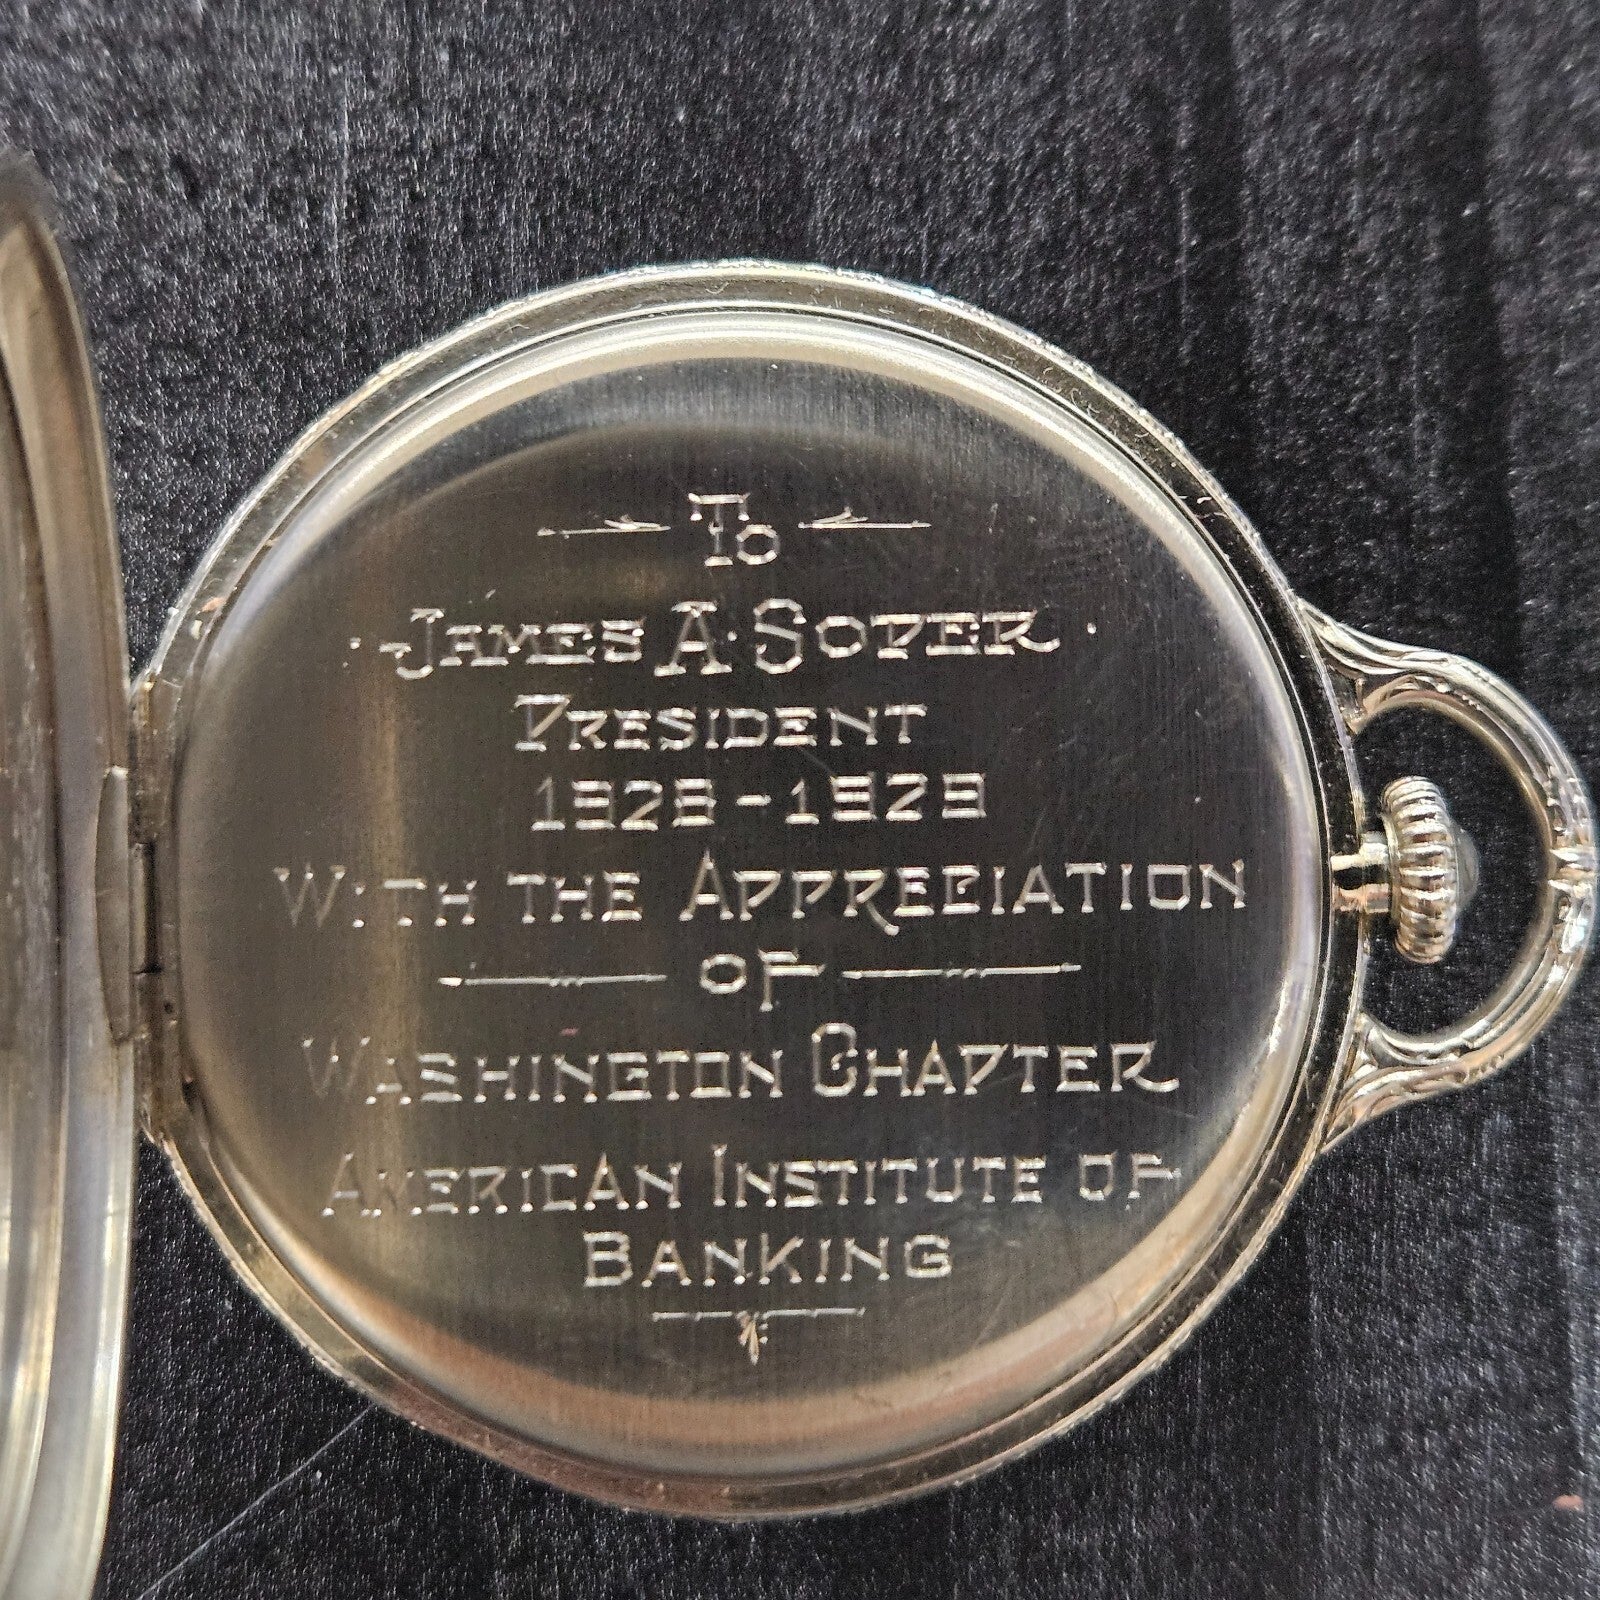 To
James A. Soper
President
1928-1929
With the Appreciation
of
Washington Chapter
American Institute of
Banking